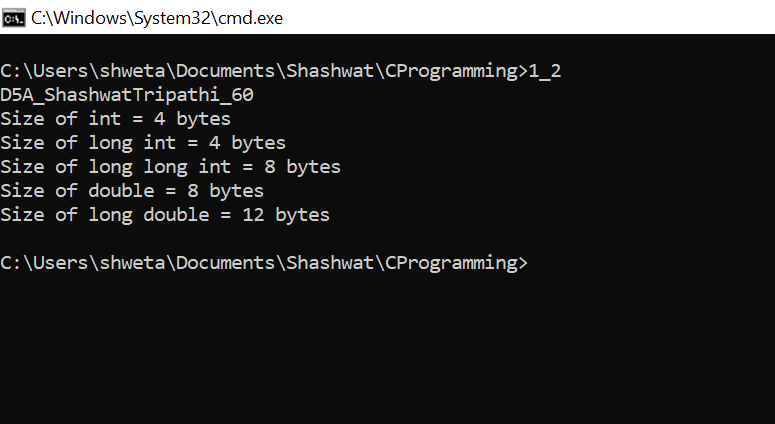 C:\Windows\System32\cmd.exe
C:\Users\shweta\Documents\Shashwat\CProgramming>1_2
D5A_ShashwatTripathi_60
Size of int = 4 bytes
Size of long int = 4 bytes
Size of long long int = 8 bytes
Size of double = 8 bytes
Size of long double = 12 bytes
C:\Users\shweta\Documents\Shashwat\CProgramming>